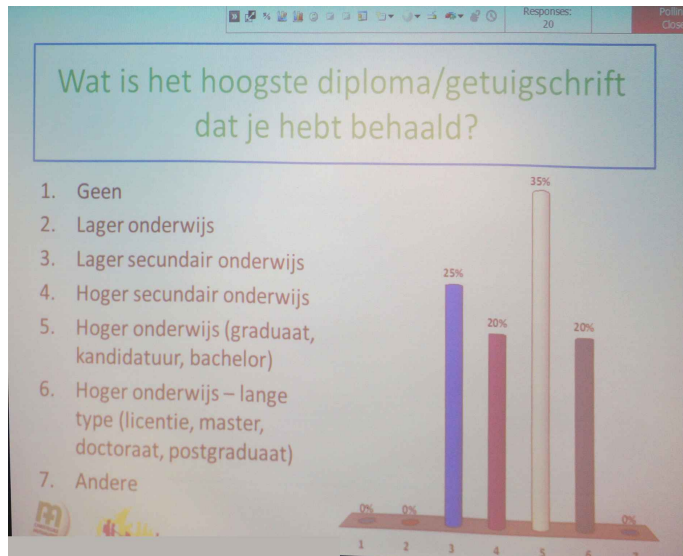 Responses:
20
Wat is het hoogste diploma/getuigschrift
dat je hebt behaald?
1. Geen
2. Lager onderwijs
3. Lager secundair onderwijs
4. Hoger secundair onderwijs
5. Hoger onderwijs (graduaat,
kandidatuur, bachelor)
6. Hoger onderwijs – lange
type (licentie, master,
doctoraat, postgraduaat)
7. Andere
0%
0%
25%
20%
35%
20%
0%
1 2 3 4 5 6